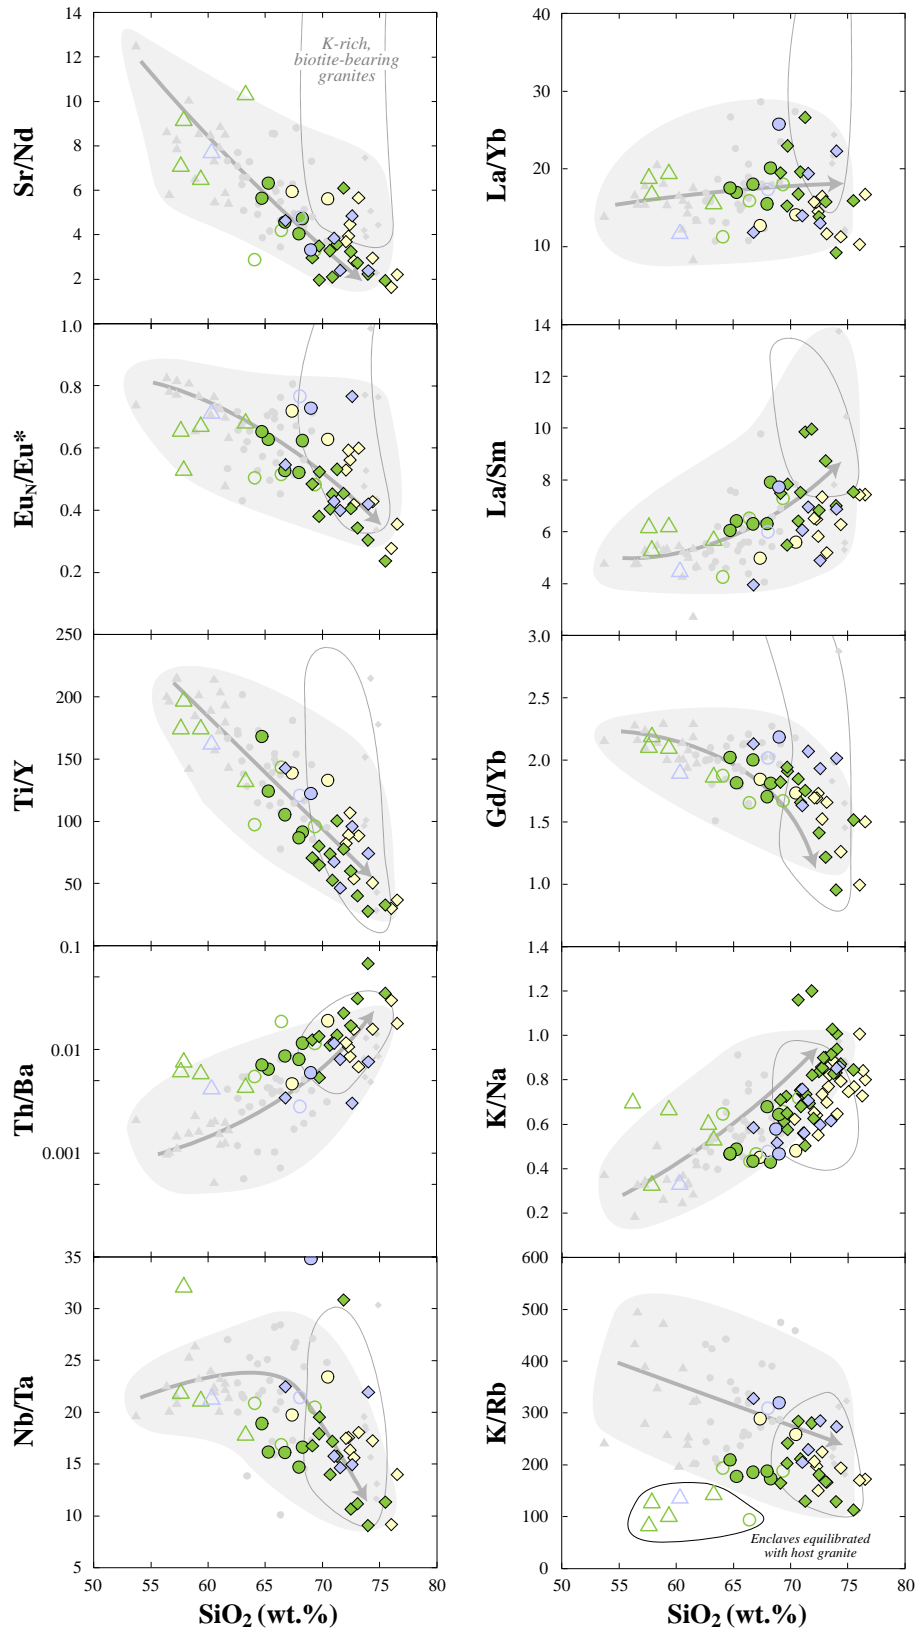 14
12
10
8
6
4
2
Sr/Nd
K-rich,
biotite-bearing
granites
40
30
20
10
La/Yb
1.0
0.8
0.6
0.4
0.2
EuN/Eu*
14
12
10
8
6
4
La/Sm
250
200
150
100
50
Ti/Y
3.0
2.5
2.0
1.5
1.0
Gd/Yb
0.1
0.01
0.001
Th/Ba
1.4
1.2
1.0
0.8
0.6
0.4
0.2
K/Na
35
30
25
20
15
10
5
Nb/Ta
50 55 60 65 70 75 80
SiO2 (wt.%)
600
500
400
300
200
100
0
K/Rb
Enclaves equilibrated
with host granite
50 55 60 65 70 75 80
SiO2 (wt.%)